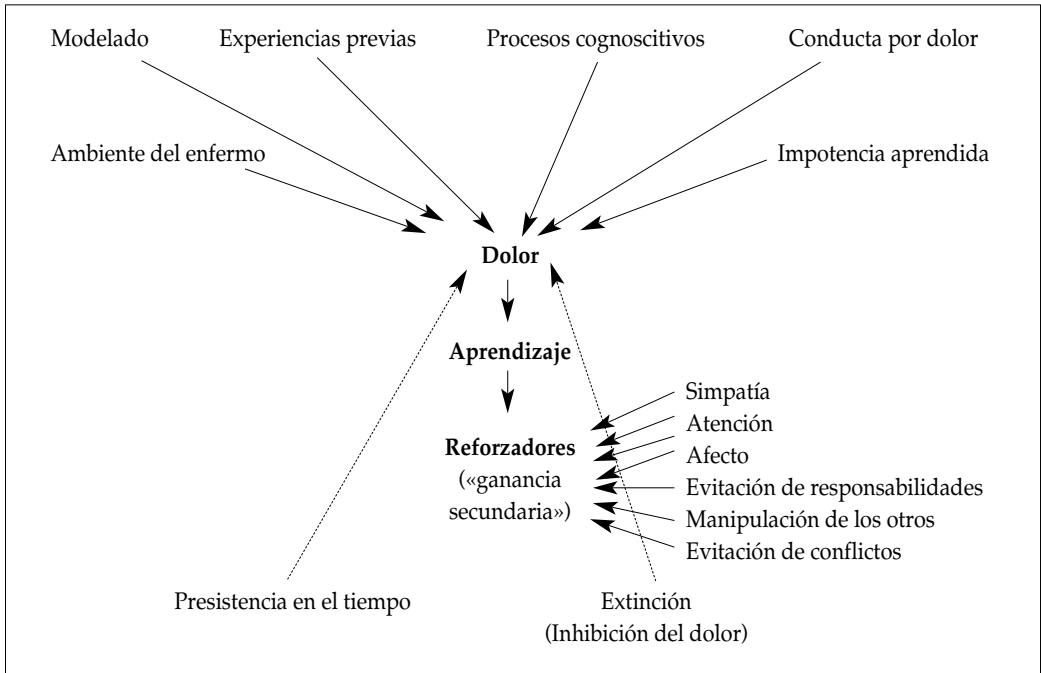 Modelado
Experiencias previas
Procesos cognoscitivos
Conducta por dolor
Ambiente del enfermo
Impotencia aprendida
Dolor
Aprendizaje
Reforzadores
(«ganancia
secundaria»)
Simpatía
Atención
Afecto
Evitación de responsabilidades
Manipulación de los otros
Evitación de conflictos
Presistencia en el tiempo
Extinción
(Inhibición del dolor)